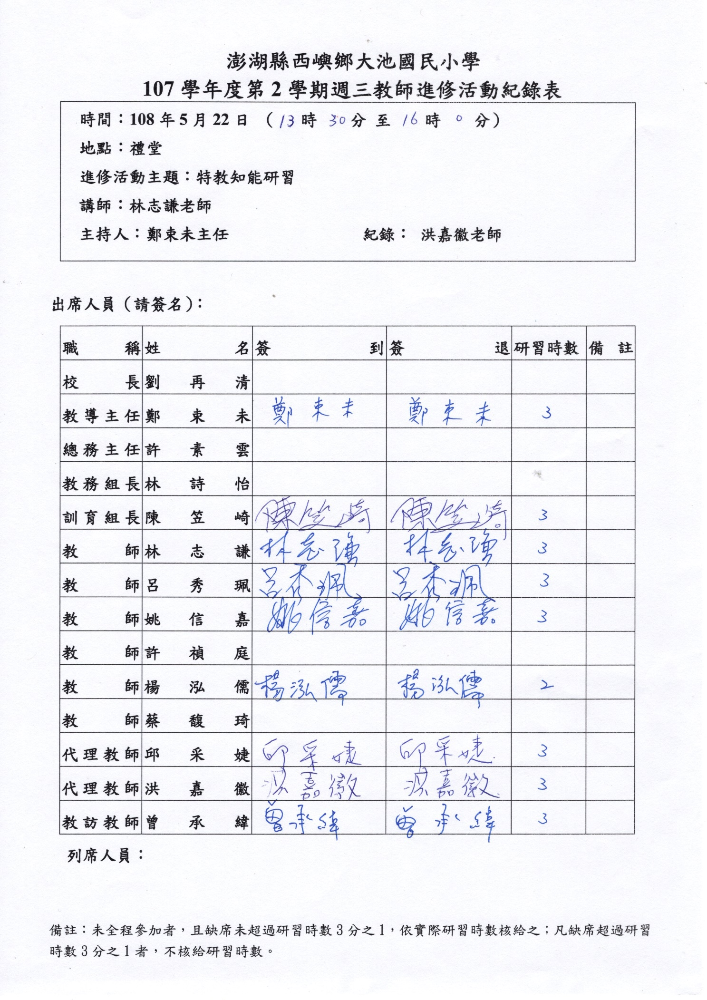 澎湖縣西嶼鄉大池國民小學
107 學年度第 2 學期週三教師進修活動紀錄表
時間：108 年 5 月 22 日 （13 時 30 分 至 16 時 0 分）
地點：禮堂
進修活動主題：特教知能研習
講師：林志謙老師
主持人：鄭束未主任 紀錄： 洪嘉徽老師
出席人員（請簽名）：
職稱 姓名 簽到 簽退 研習時數 備註
校長 劉再清
教導主任 鄭束未 鄭束未 鄭束未 3
總務主任 許素雲
教務組長 林詩怡
訓育組長 陳笠崎 陳笠崎 陳笠崎 3
教師 林志謙 林志謙 林志謙 3
教師 呂秀珮 呂秀珮 呂秀珮 3
教師 姚信嘉 姚信嘉 姚信嘉 3
教師 許禎庭
教師 楊泓儒 楊泓儒 楊泓儒 2
教師 蔡馥琦
代理教師 邱采婕 邱采婕 邱采婕 3
代理教師 洪嘉徽 洪嘉徽 洪嘉徽 3
教訪教師 曾承緯 曾承緯 曾承緯 3
列席人員：
備註：未全程參加者，且缺席未超過研習時數 3 分之 1，依實際研習時數核給之；凡缺席超過研習
時數 3 分之 1 者，不核給研習時數。